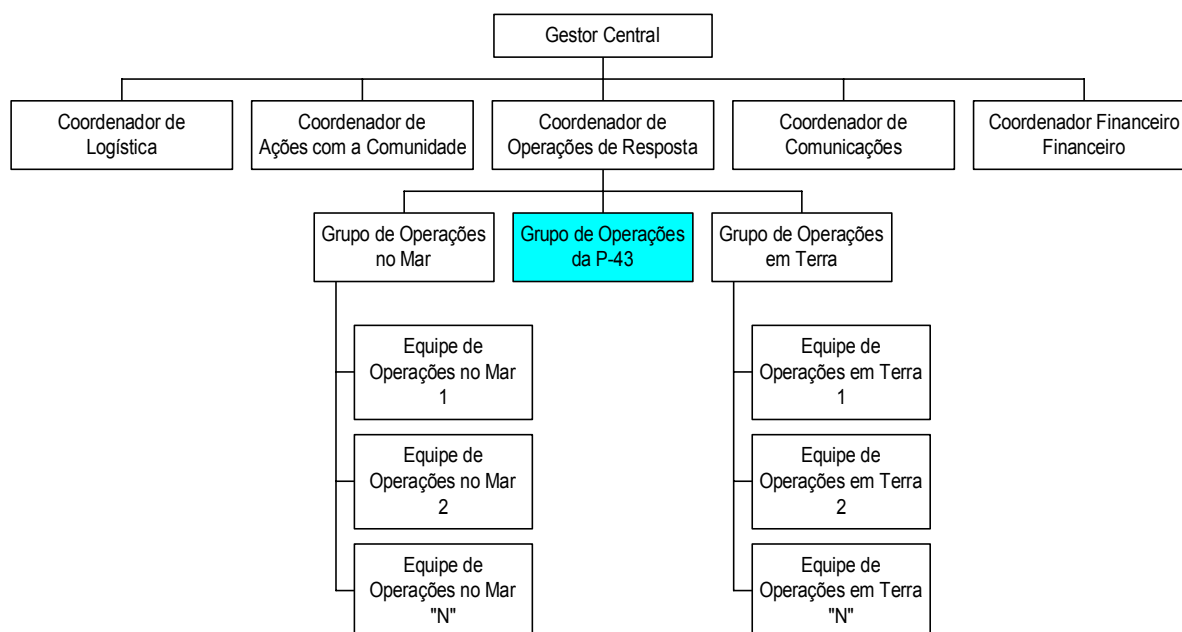 Gestor Central
Coordenador de
Logística
Coordenador de
Ações com a Comunidade
Coordenador de
Operações de Resposta
Coordenador de
Comunicações
Coordenador Financeiro
Financeiro
Grupo de Operações
no Mar
Grupo de Operações
da P-43
Grupo de Operações
em Terra
Equipe de
Operações no Mar
1
Equipe de
Operações no Mar
2
Equipe de
Operações no Mar
"N"
Equipe de
Operações em Terra
1
Equipe de
Operações em Terra
2
Equipe de
Operações em Terra
"N"